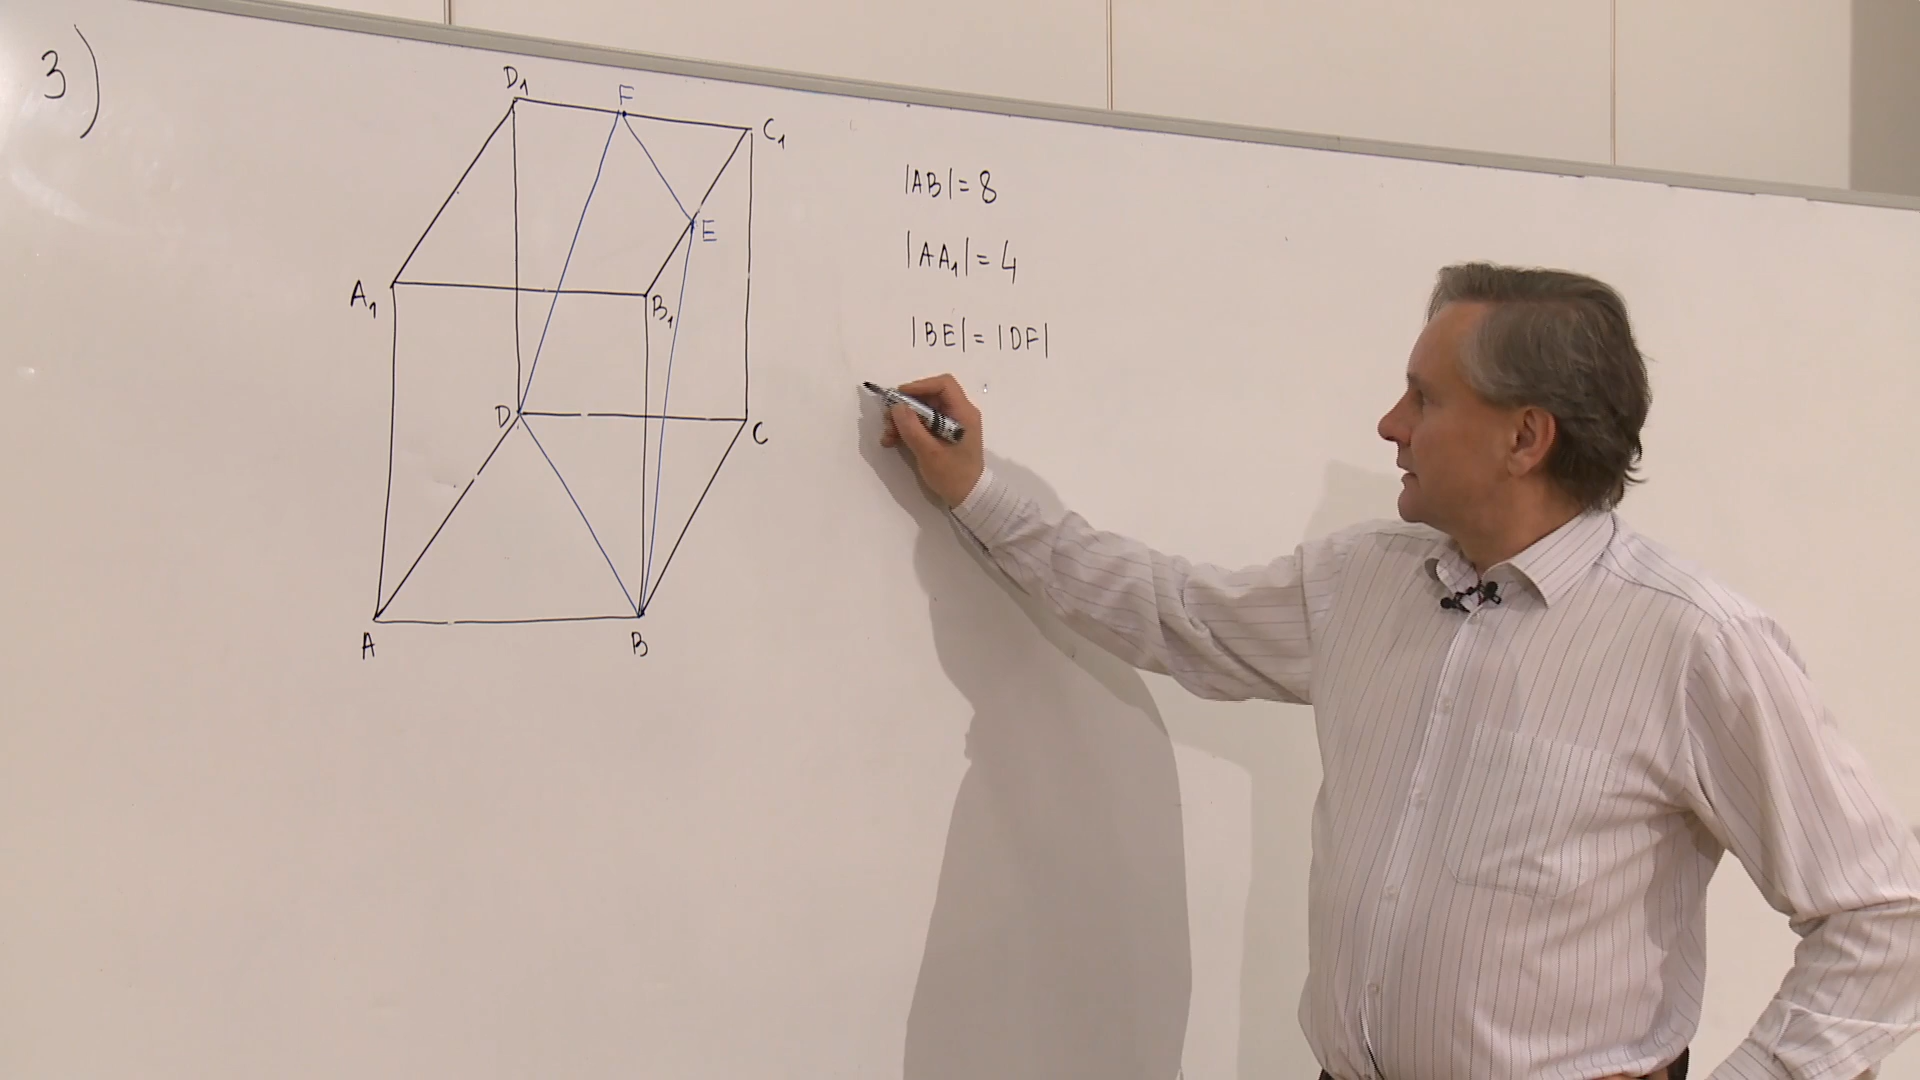 3)
D₁
F
C₁
E
A₁
B₁
D
C
A
B
|AB| = 8
|AA₁| = 4
|BE| = |DF|